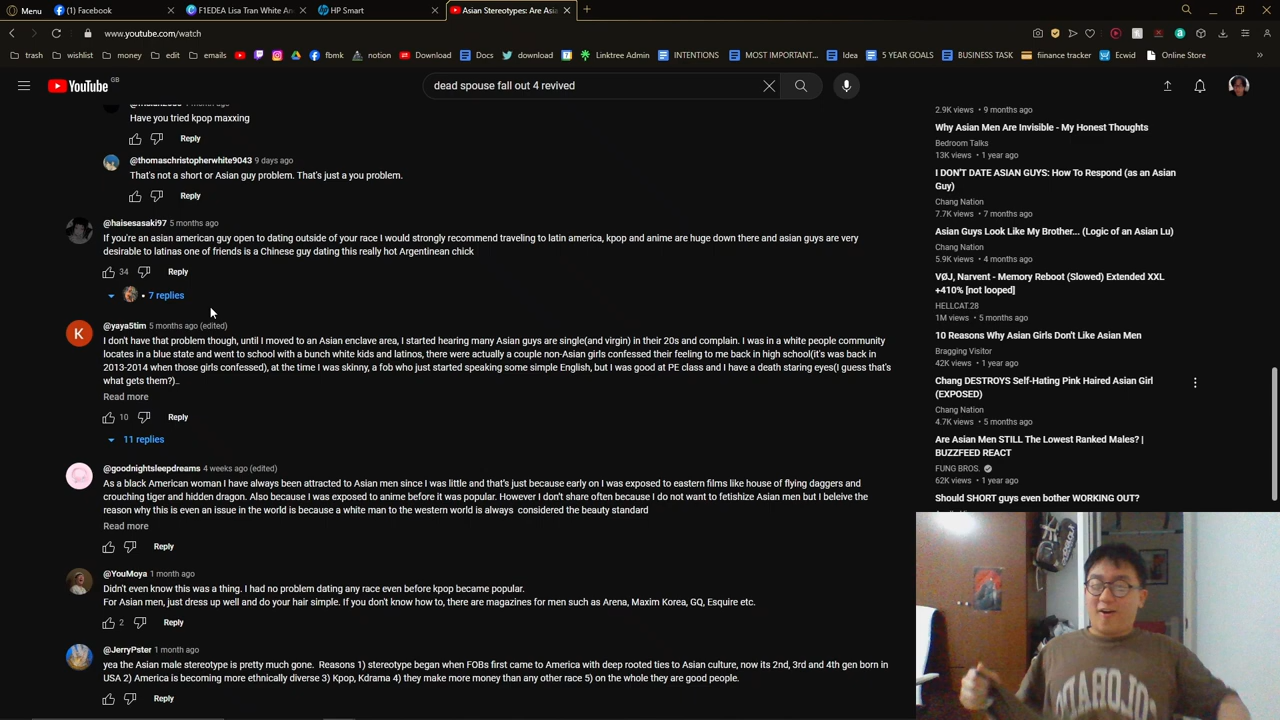 Menu
(1) Facebook
F1EDEA Lisa Tran White An
HP Smart
Asian Stereotypes: Are Asia
www.youtube.com/watch
trash
wishlist
money
edit
emails
fbmk
notion
Download
Docs
download
Linktree Admin
INTENTIONS
MOST IMPORTANT...
Idea
5 YEAR GOALS
BUSINESS TASK
fiinance tracker
Ecwid
Online Store
YouTube GB
dead spouse fall out 4 revived
Have you tried kpop maxxing
Reply
@thomaschristopherwhite9043 9 days ago
That's not a short or Asian guy problem. That's just a you problem.
Reply
@haisesasaki97 5 months ago
If you're an asian american guy open to dating outside of your race I would strongly recommend traveling to latin america, kpop and anime are huge down there and asian guys are very
desirable to latinas one of friends is a Chinese guy dating this really hot Argentinean chick
34 Reply
7 replies
@yaya5tim 5 months ago (edited)
I don't have that problem though, until I moved to an Asian enclave area, I started hearing many Asian guys are single(and virgin) in their 20s and complain. I was in a white people community
locates in a blue state and went to school with a bunch white kids and latinos, there were actually a couple non-Asian girls confessed their feeling to me back in high school(it's was back in
2013-2014 when those girls confessed), at the time I was skinny, a fob who just started speaking some simple English, but I was good at PE class and I have a death staring eyes(I guess that's
what gets them?)..
Read more
10 Reply
11 replies
@goodnightsleepdreams 4 weeks ago (edited)
As a black American woman I have always been attracted to Asian men since I was little and that's just because early on I was exposed to eastern films like house of flying daggers and
crouching tiger and hidden dragon. Also because I was exposed to anime before it was popular. However I don't share often because I do not want to fetishize Asian men but I beleive the
reason why this is even an issue in the world is because a white man to the western world is always considered the beauty standard
Read more
Reply
@YouMoya 1 month ago
Didn't even know this was a thing. I had no problem dating any race even before kpop became popular.
For Asian men, just dress up well and do your hair simple. If you don't know how to, there are magazines for men such as Arena, Maxim Korea, GQ, Esquire etc.
2 Reply
@JerryPster 1 month ago
yea the Asian male stereotype is pretty much gone. Reasons 1) stereotype began when FOBs first came to America with deep rooted ties to Asian culture, now its 2nd, 3rd and 4th gen born in
USA 2) America is becoming more ethnically diverse 3) Kpop, Kdrama 4) they make more money than any other race 5) on the whole they are good people.
Reply
2.9K views • 9 months ago
Why Asian Men Are Invisible - My Honest Thoughts
Bedroom Talks
13K views • 1 year ago
I DON'T DATE ASIAN GUYS: How To Respond (as an Asian
Guy)
Chang Nation
7.7K views • 7 months ago
Asian Guys Look Like My Brother... (Logic of an Asian Lu)
Chang Nation
5.9K views • 4 months ago
VØJ, Narvent - Memory Reboot (Slowed) Extended XXL
+410% [not looped]
HELLCAT.28
1M views • 5 months ago
10 Reasons Why Asian Girls Don't Like Asian Men
Bragging Visitor
42K views • 1 year ago
Chang DESTROYS Self-Hating Pink Haired Asian Girl
(EXPOSED)
Chang Nation
4.7K views • 5 months ago
Are Asian Men STILL The Lowest Ranked Males? |
BUZZFEED REACT
FUNG BROS.
62K views • 1 year ago
Should SHORT guys even bother WORKING OUT?